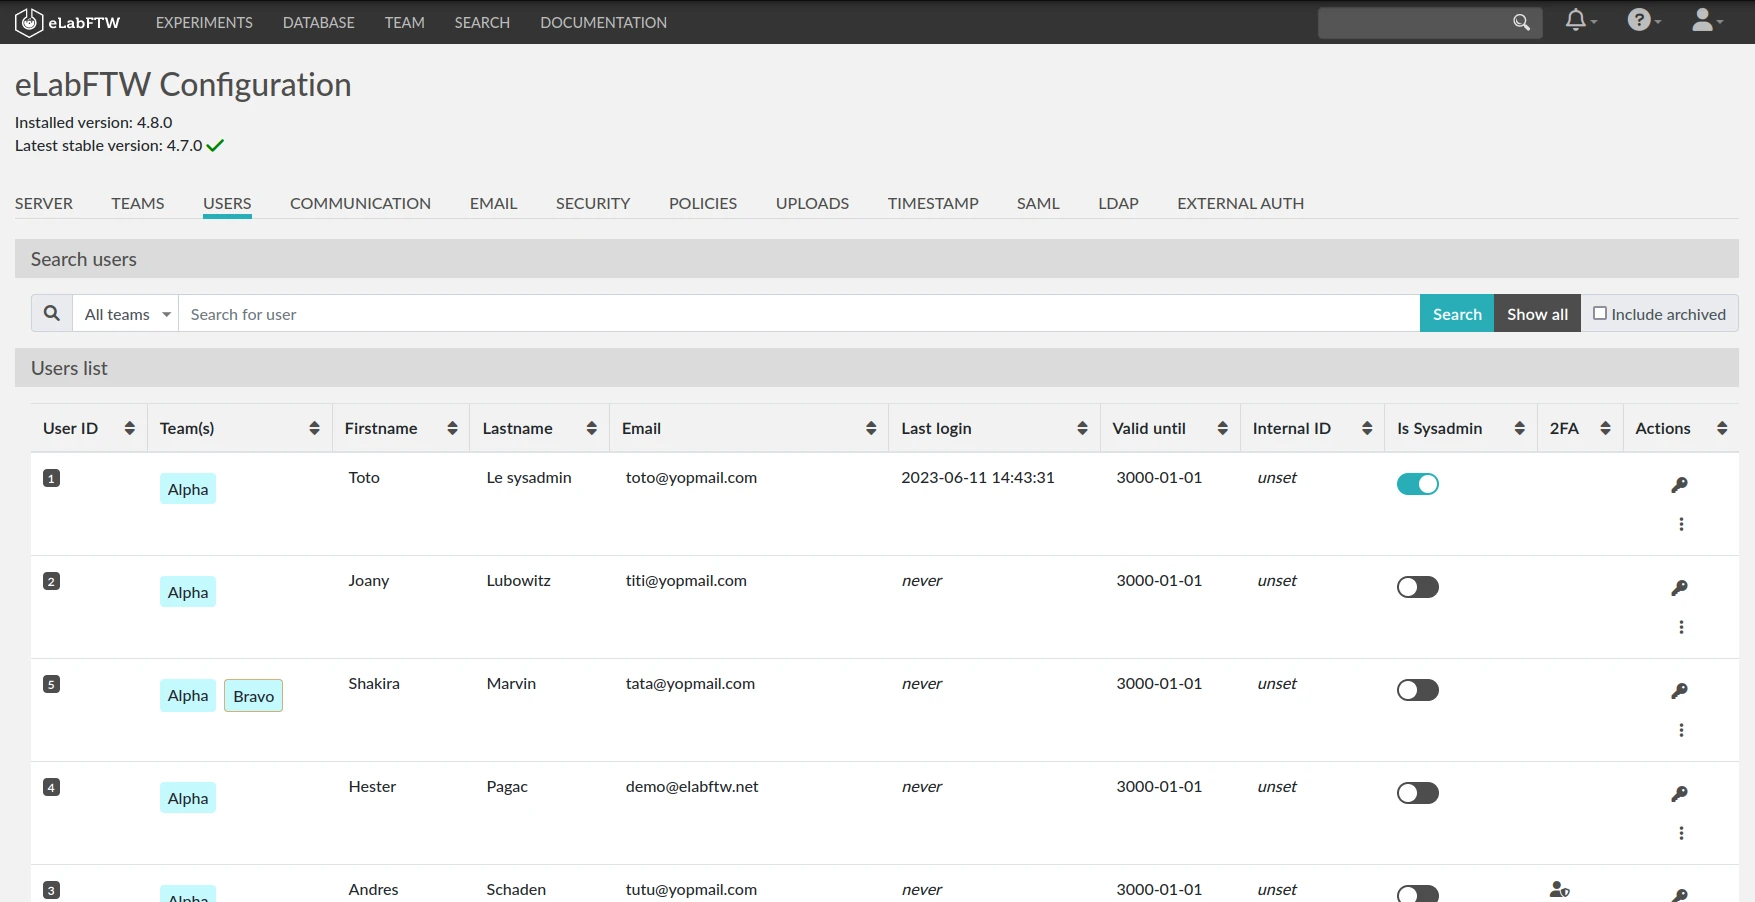 eLabFTW EXPERIMENTS DATABASE TEAM SEARCH DOCUMENTATION ?
eLabFTW Configuration
Installed version: 4.8.0
Latest stable version: 4.7.0
SERVER TEAMS USERS COMMUNICATION EMAIL SECURITY POLICIES UPLOADS TIMESTAMP SAML LDAP EXTERNAL AUTH
Search users
All teams Search for user Search Show all Include archived
Users list
User ID Team(s) Firstname Lastname Email Last login Valid until Internal ID Is Sysadmin 2FA Actions
1 Alpha Toto Le sysadmin toto@yopmail.com 2023-06-11 14:43:31 3000-01-01 unset
2 Alpha Joany Lubowitz titi@yopmail.com never 3000-01-01 unset
5 Alpha Bravo Shakira Marvin tata@yopmail.com never 3000-01-01 unset
4 Alpha Hester Pagac demo@elabftw.net never 3000-01-01 unset
3 Alpha Andres Schaden tutu@yopmail.com never 3000-01-01 unset